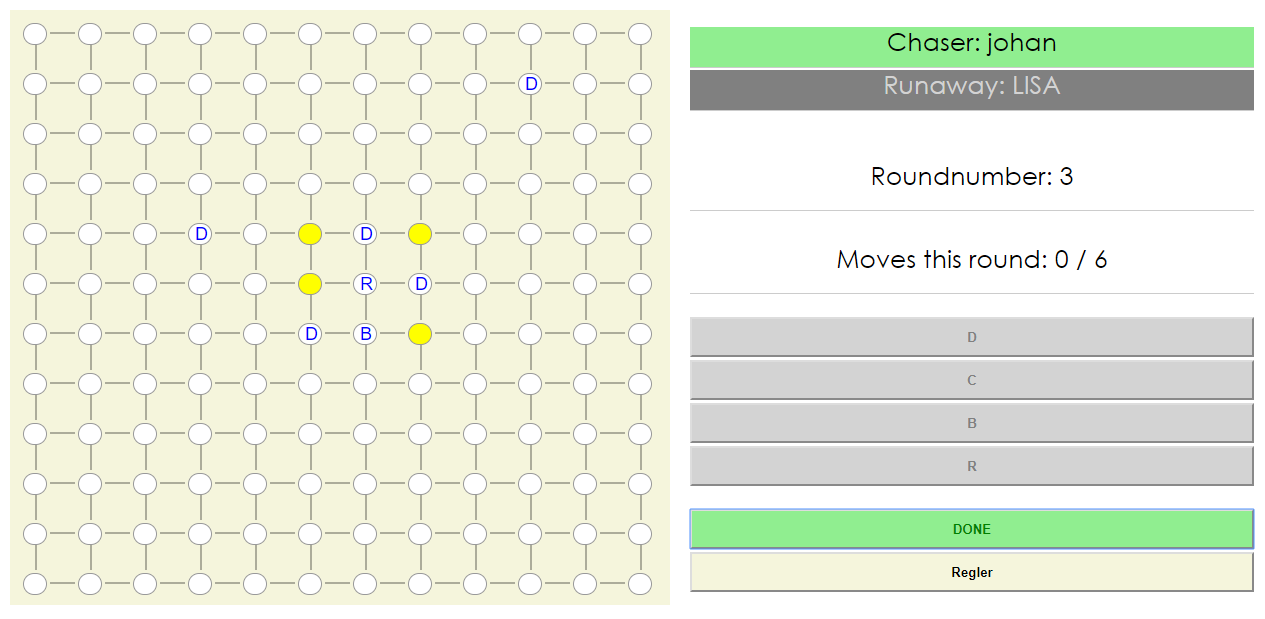 Chaser: johan
D
Runaway: LISA
Roundnumber: 3
D D
Moves this round: 0 / 6
R D
D B
D
C
B
R
DONE
Regler